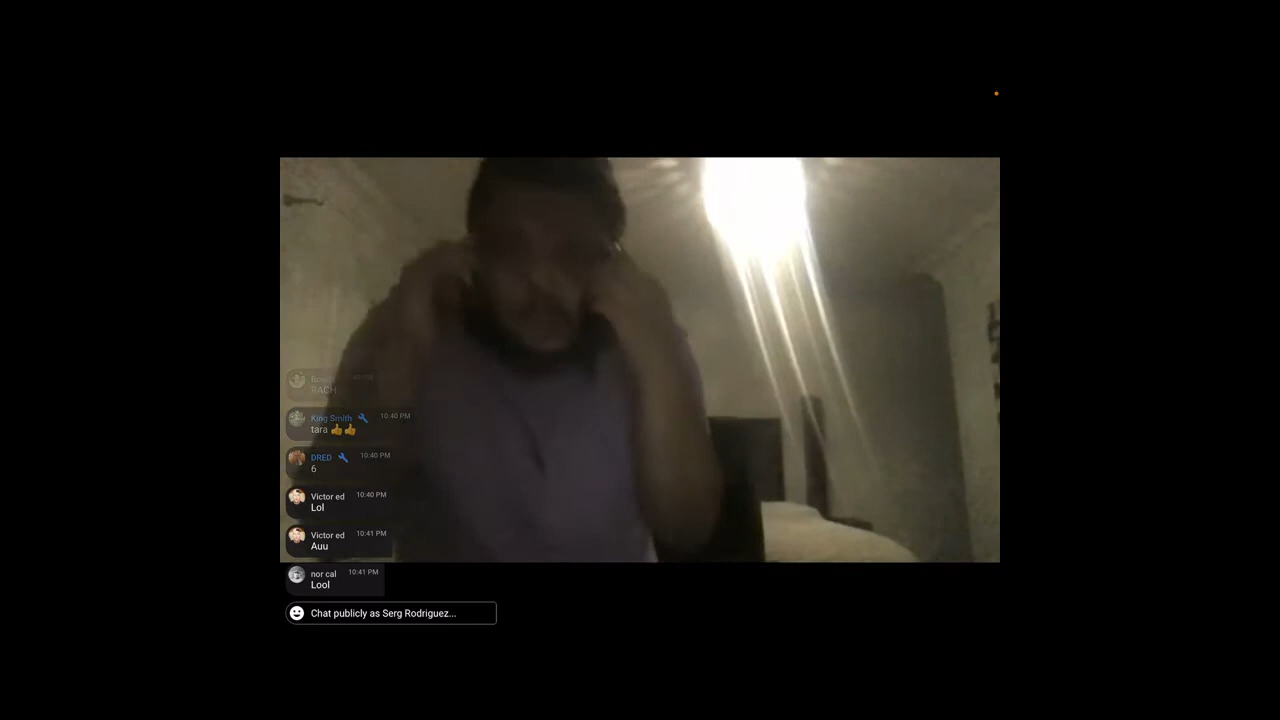 RACH
King Smith 10:40 PM
tara 👍👍
DRED 10:40 PM
6
Victor ed 10:40 PM
Lol
Victor ed 10:41 PM
Auu
nor cal 10:41 PM
Lool
Chat publicly as Serg Rodriguez...